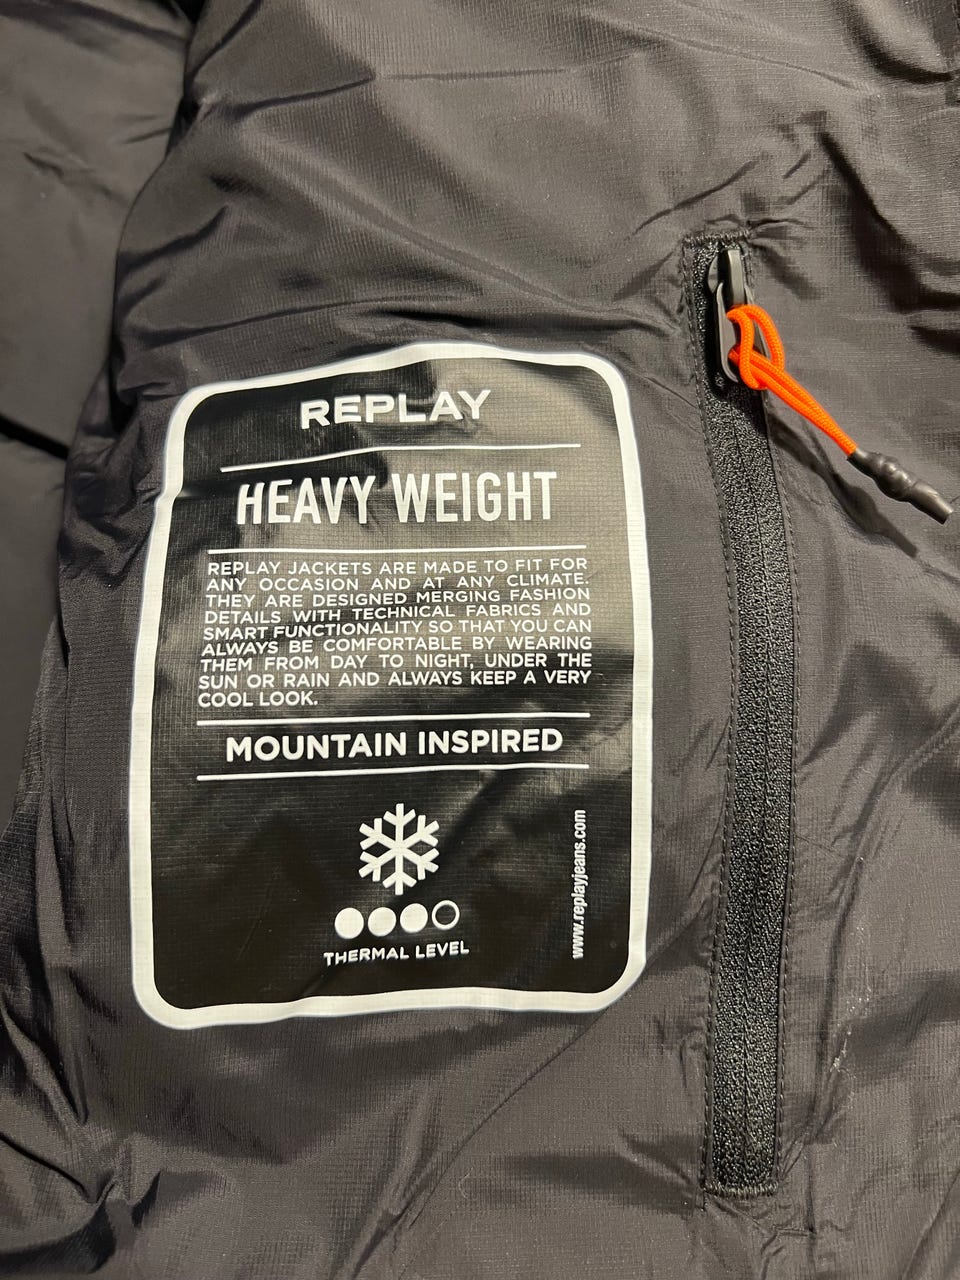 REPLAY
HEAVY WEIGHT
REPLAY JACKETS ARE MADE TO FIT FOR
ANY OCCASION AND AT ANY CLIMATE.
THEY ARE DESIGNED MERGING FASHION
DETAILS WITH TECHNICAL FABRICS AND
SMART FUNCTIONALITY SO THAT YOU CAN
ALWAYS BE COMFORTABLE BY WEARING
THEM FROM DAY TO NIGHT, UNDER THE
SUN OR RAIN AND ALWAYS KEEP A VERY
COOL LOOK.
MOUNTAIN INSPIRED
THERMAL LEVEL
www.replayjeans.com